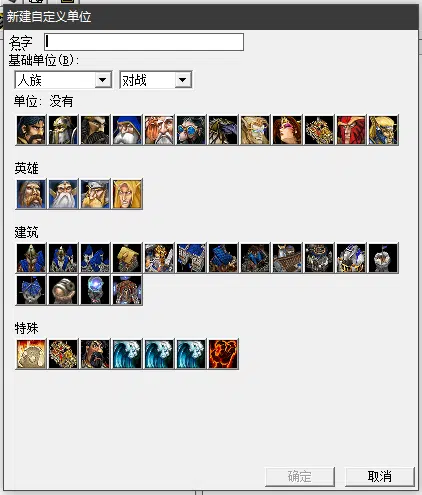 新建自定义单位
名字
基础单位(B):
人族 对战
单位: 没有
英雄
建筑
特殊
确定 取消